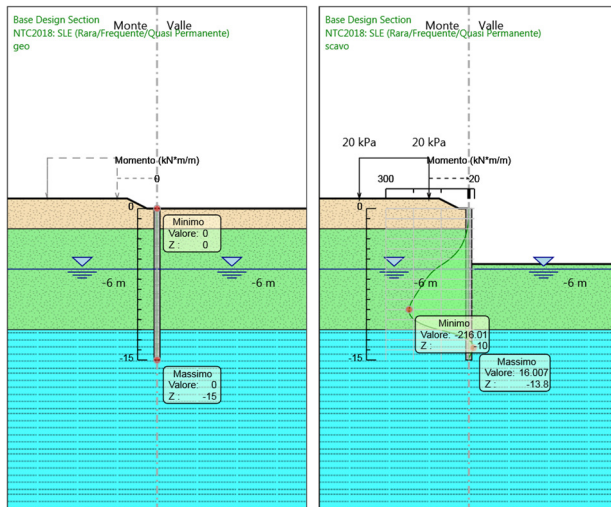 Monte Valle
Base Design Section
NTC2018: SLE (Rara/Frequente/Quasi Permanente)
geo
Momento (kN*m/m)
0
0
Minimo
Valore: 0
Z : 0
-6 m
-6 m
-15
Massimo
Valore: 0
Z : -15
Monte Valle
Base Design Section
NTC2018: SLE (Rara/Frequente/Quasi Permanente)
scavo
20 kPa
20 kPa
Momento (kN*m/m)
300
20
0
0
-6 m
-6 m
Minimo
Valore: -216.01
Z : -10
-15
Massimo
Valore: 16.007
Z : -13.8